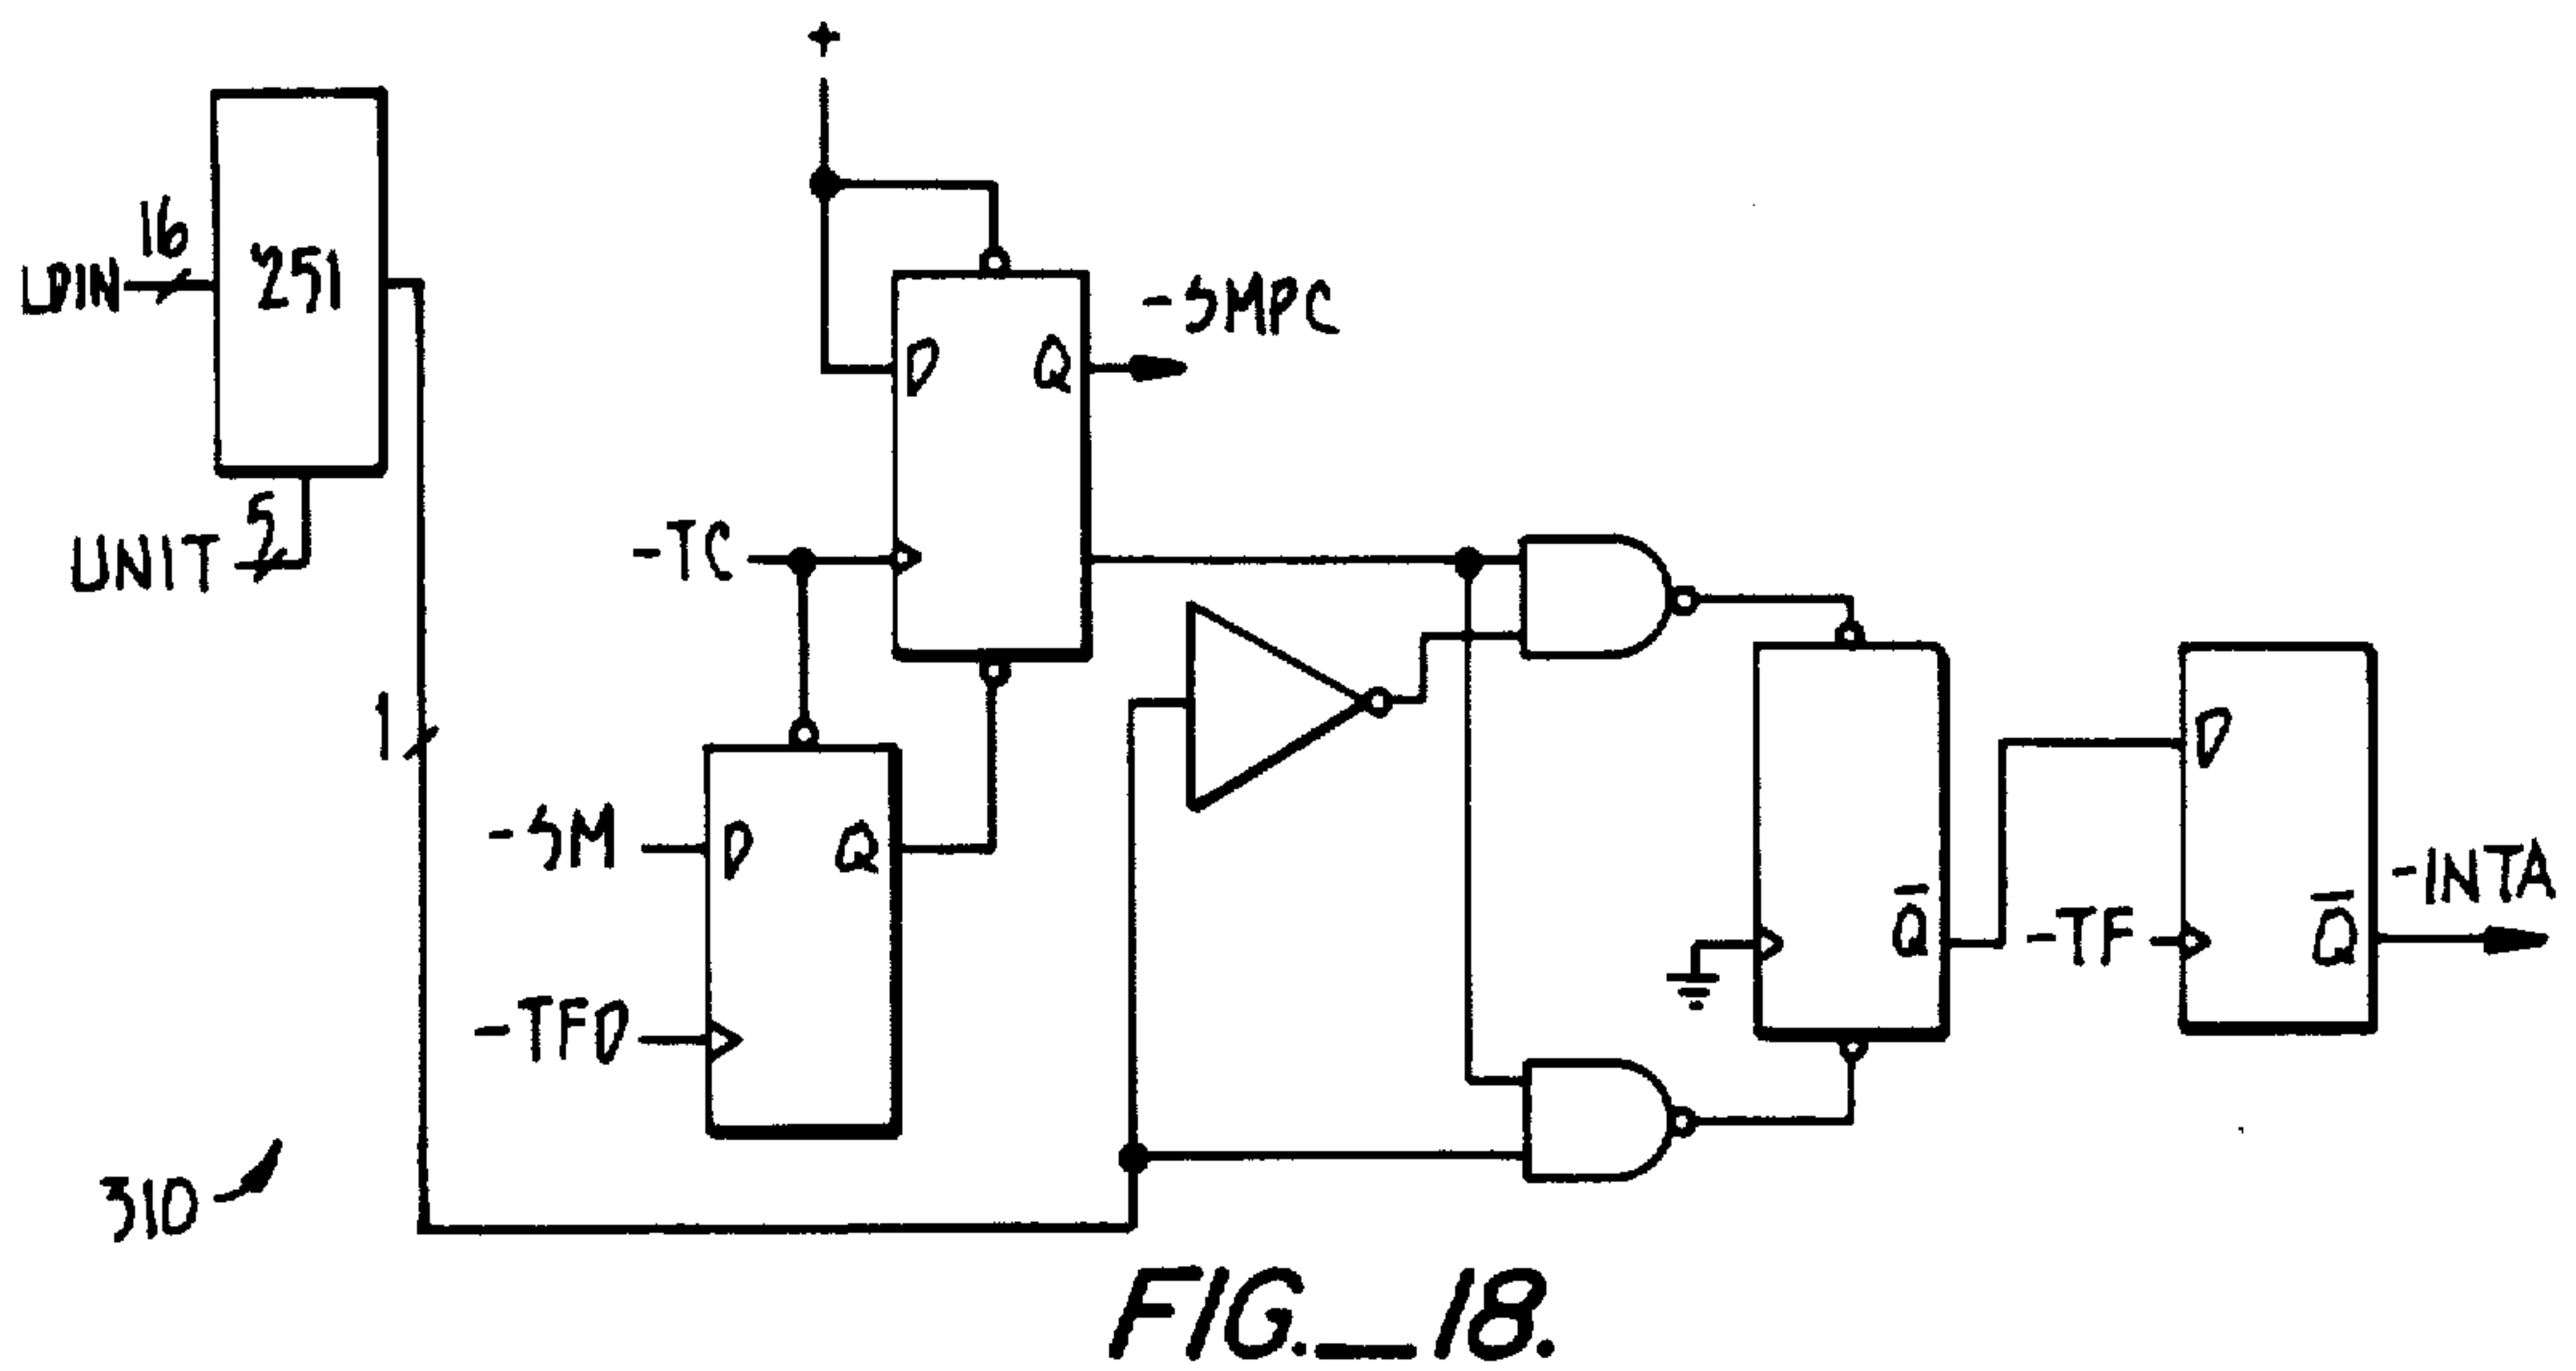 +
16
LDIN
'251
D
Q
-SMPC
5
UNIT
-TC
1
-SM
D
Q
-TFD
Q̅
D
-TF
Q̅
-INTA
310
FIG._18.